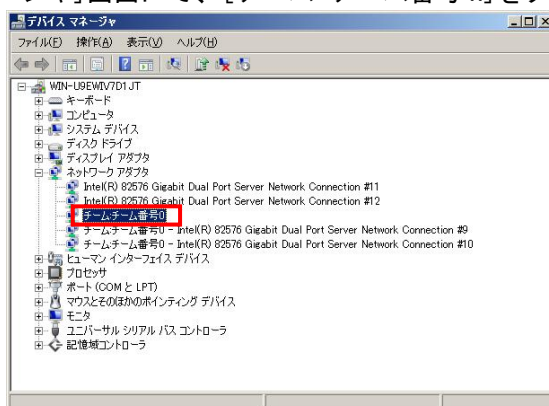 デバイス マネージャ
ファイル(F) 操作(A) 表示(V) ヘルプ(H)
WIN-U9EWIV7D1JT
キーボード
コンピュータ
システム デバイス
ディスク ドライブ
ディスプレイ アダプタ
ネットワーク アダプタ
Intel(R) 82576 Gigabit Dual Port Server Network Connection #11
Intel(R) 82576 Gigabit Dual Port Server Network Connection #12
チーム:チーム番号0
チーム:チーム番号0 - Intel(R) 82576 Gigabit Dual Port Server Network Connection #9
チーム:チーム番号0 - Intel(R) 82576 Gigabit Dual Port Server Network Connection #10
ヒューマン インターフェイス デバイス
プロセッサ
ポート (COM と LPT)
マウスとそのほかのポインティング デバイス
モニタ
ユニバーサル シリアル バス コントローラ
記憶域コントローラ